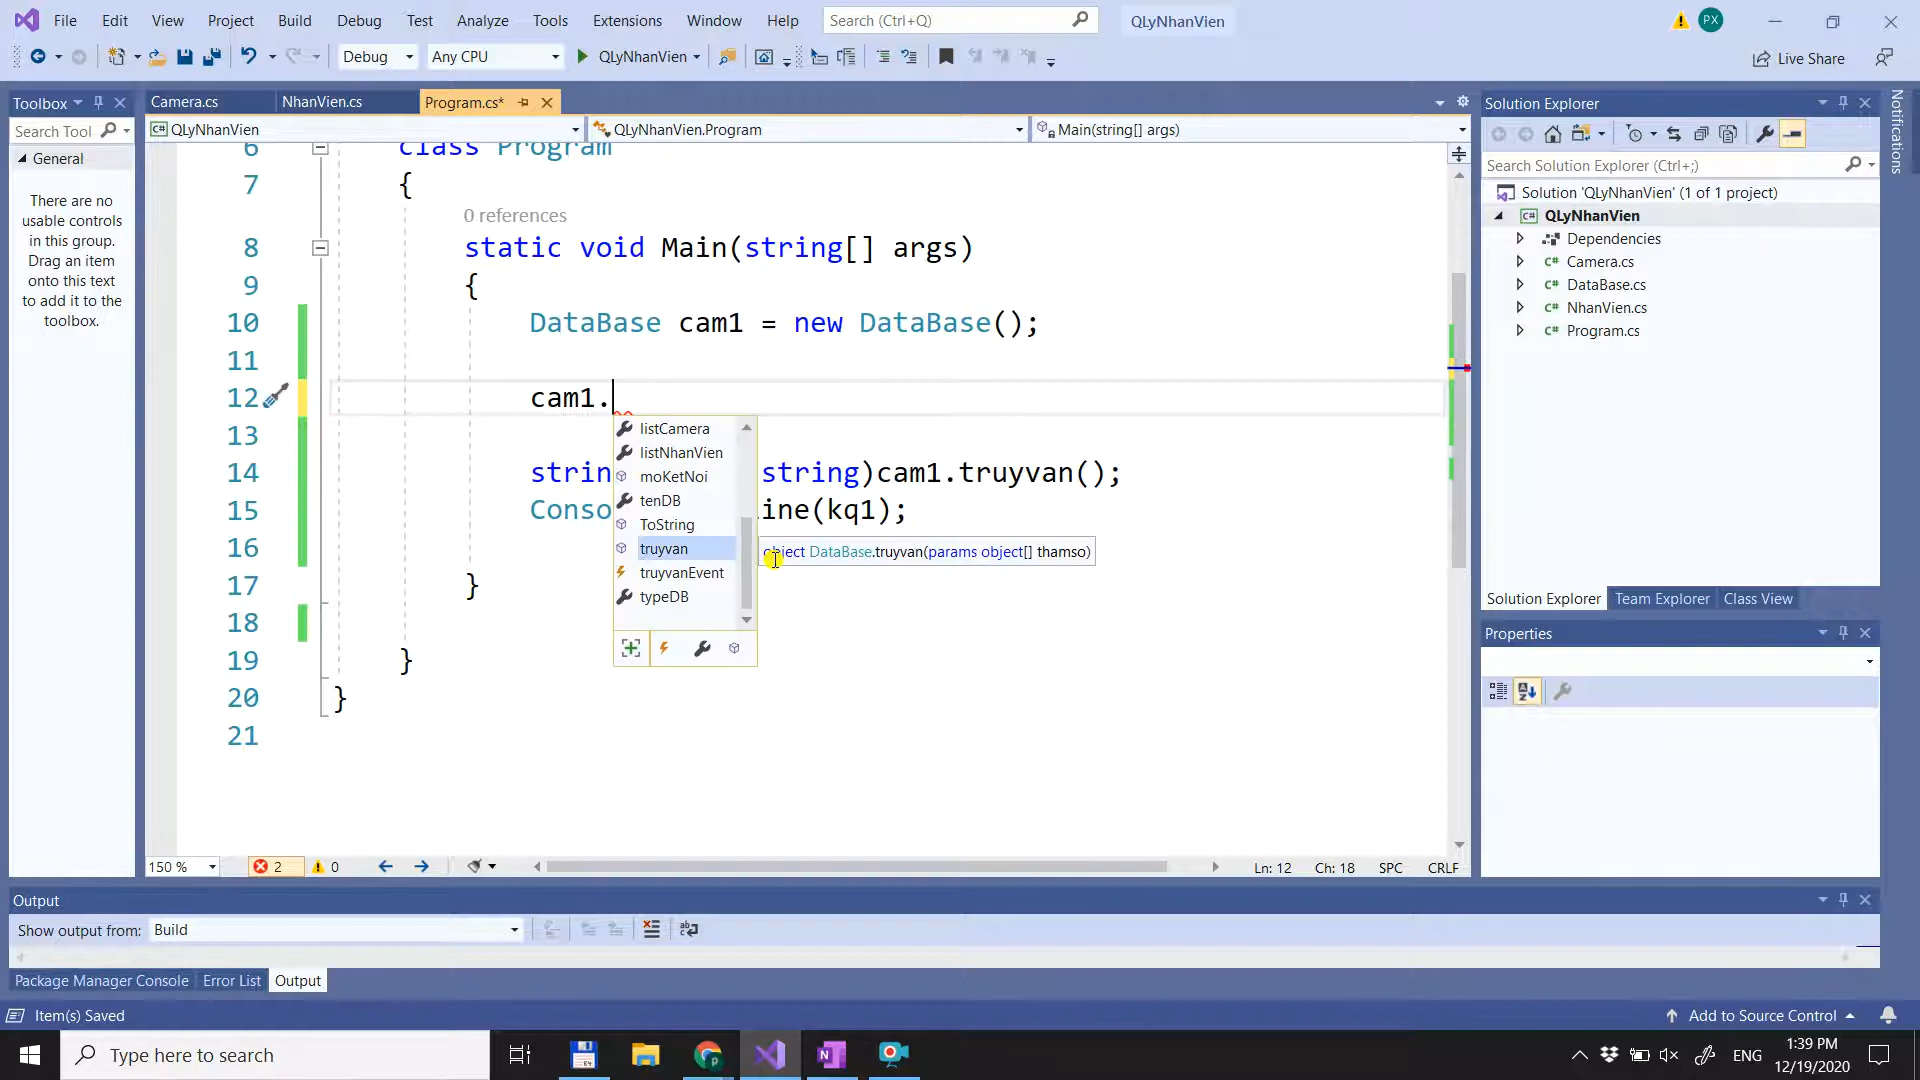 File Edit View Project Build Debug Test Analyze Tools Extensions Window Help Search (Ctrl+Q) QLyNhanVien PX
Debug Any CPU QLyNhanVien Live Share
Toolbox Camera.cs NhanVien.cs Program.cs* Solution Explorer
Notifications
Search Tool QLyNhanVien QLyNhanVien.Program Main(string[] args)
General
There are no
usable controls
in this group.
Drag an item
onto this text
to add it to the
toolbox.
6 class Program
7 {
0 references
8 static void Main(string[] args)
9 {
10 DataBase cam1 = new DataBase();
11
12 cam1.
13
14 strin string)cam1.truyvan();
15 Conso ine(kq1);
16
17 }
18
19 }
20 }
21
listCamera
listNhanVien
moKetNoi
tenDB
ToString
truyvan
truyvanEvent
typeDB
object DataBase.truyvan(params object[] thamso)
Search Solution Explorer (Ctrl+;)
Solution 'QLyNhanVien' (1 of 1 project)
QLyNhanVien
Dependencies
Camera.cs
DataBase.cs
NhanVien.cs
Program.cs
Solution Explorer Team Explorer Class View
Properties
150 % 2 0 Ln: 12 Ch: 18 SPC CRLF
Output
Show output from: Build
Package Manager Console Error List Output
Item(s) Saved Add to Source Control
Type here to search ENG 1:39 PM
12/19/2020